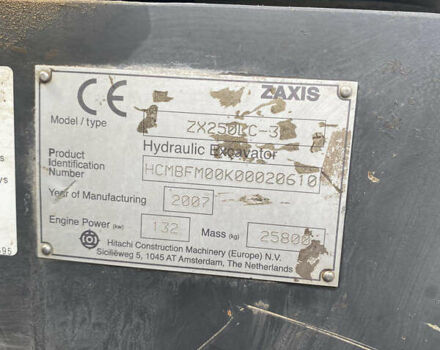 CE ZAXIS
Model / type ZX250LC-3
Hydraulic Excavator
Product Identification Number HCMBFM00K00020610
Year of Manufacturing 2007
Engine Power (kw) 132 Mass (kg) 25800
Hitachi Construction Machinery (Europe) N.V.
Siciliëweg 5, 1045 AT Amsterdam, The Netherlands